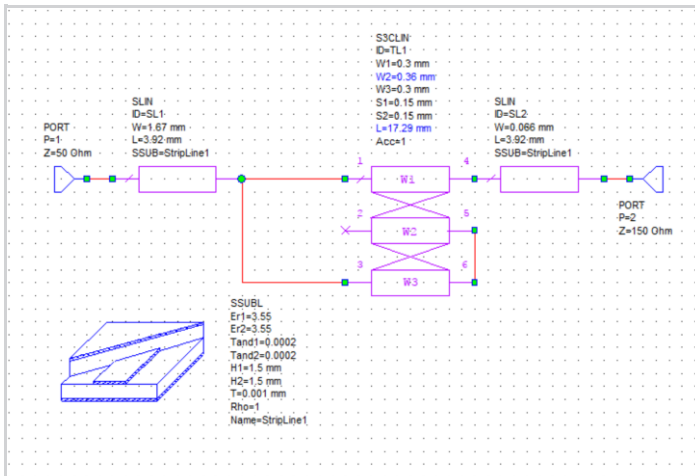 S3CLIN
ID=TL1
W1=0.3 mm
W2=0.36 mm
W3=0.3 mm
S1=0.15 mm
S2=0.15 mm
L=17.29 mm
Acc=1
SLIN
ID=SL1
W=1.67 mm
L=3.92 mm
SSUB=StripLine1
SLIN
ID=SL2
W=0.066 mm
L=3.92 mm
SSUB=StripLine1
PORT
P=1
Z=50 Ohm
1
4
W1
2
5
W2
3
6
W3
PORT
P=2
Z=150 Ohm
SSUBL
Er1=3.55
Er2=3.55
Tand1=0.0002
Tand2=0.0002
H1=1.5 mm
H2=1.5 mm
T=0.001 mm
Rho=1
Name=StripLine1